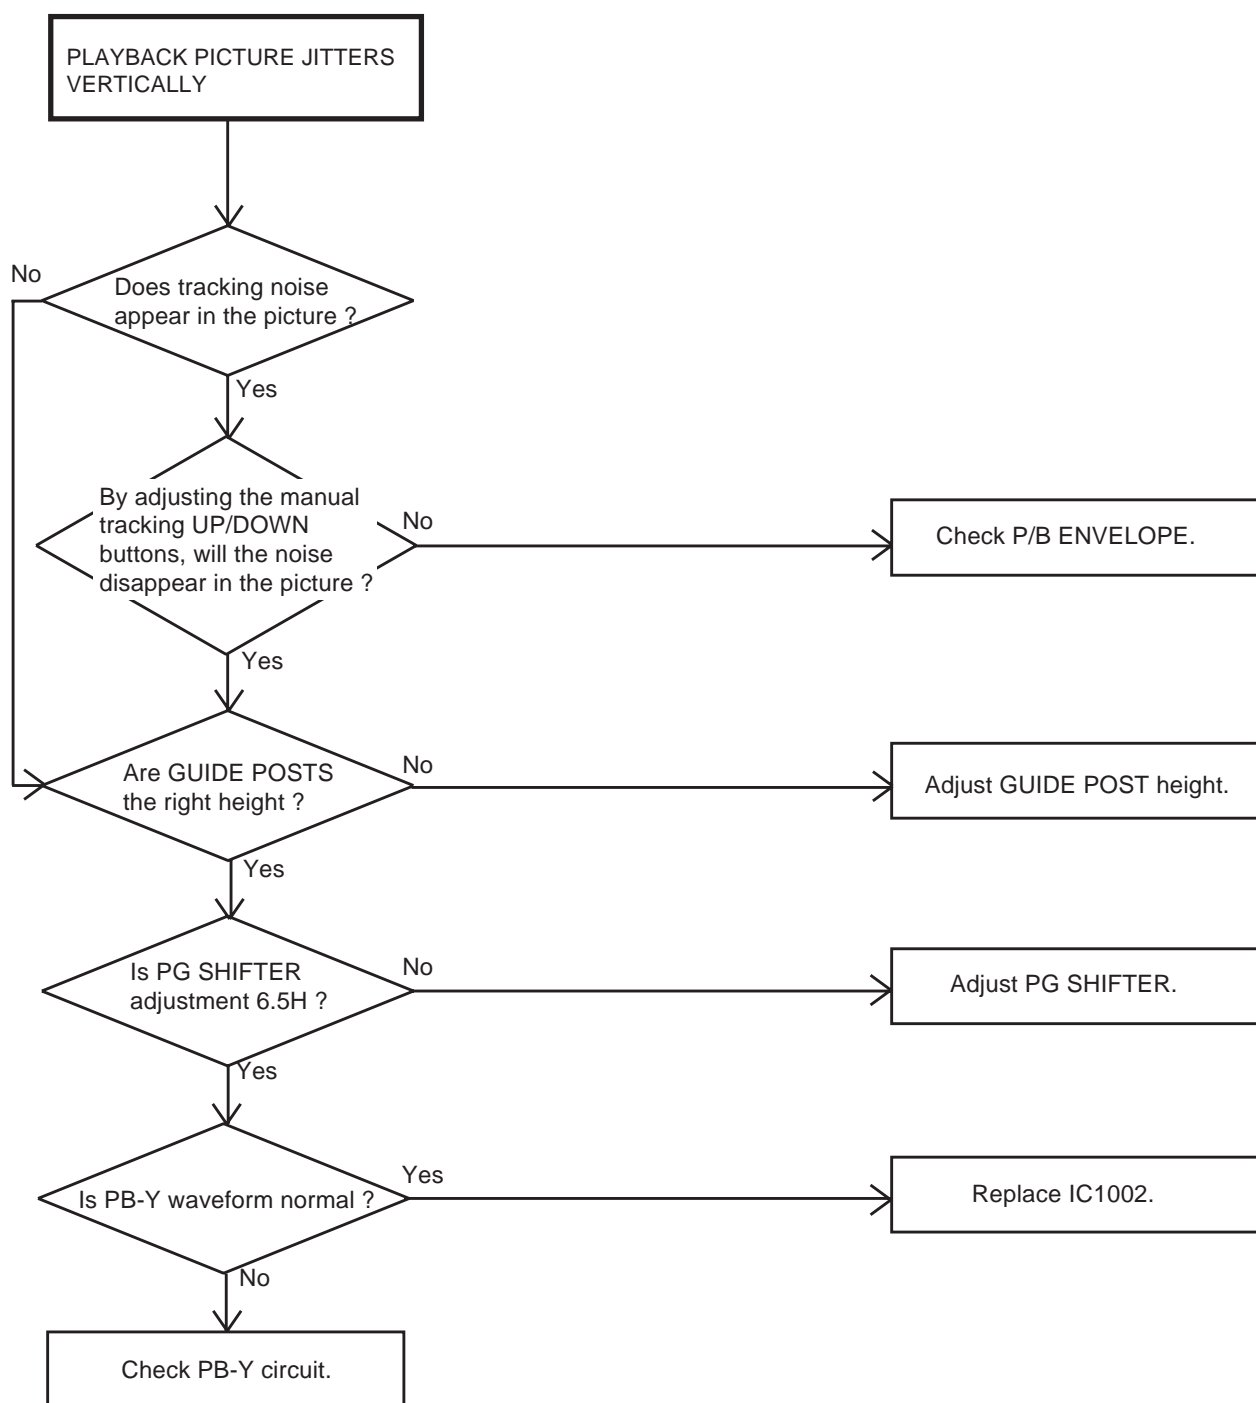 PLAYBACK PICTURE JITTERS
VERTICALLY
No
Does tracking noise
appear in the picture ?
Yes
By adjusting the manual
tracking UP/DOWN
buttons, will the noise
disappear in the picture ?
No
Check P/B ENVELOPE.
Yes
Are GUIDE POSTS
the right height ?
No
Adjust GUIDE POST height.
Yes
Is PG SHIFTER
adjustment 6.5H ?
No
Adjust PG SHIFTER.
Yes
Is PB-Y waveform normal ?
Yes
Replace IC1002.
No
Check PB-Y circuit.